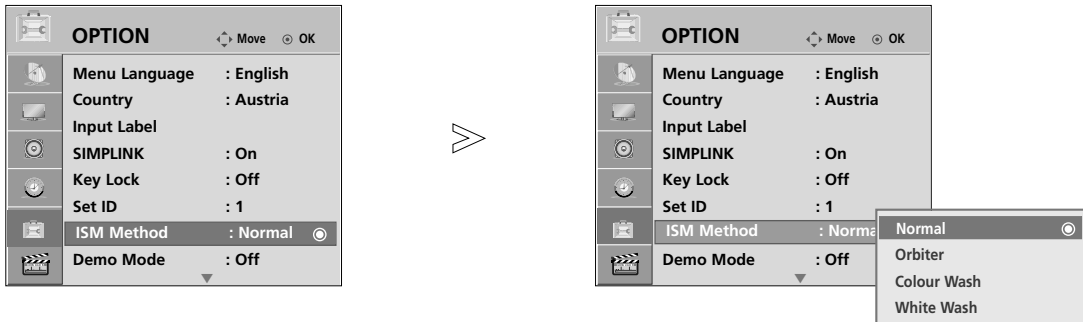 OPTION Move OK
Menu Language : English
Country : Austria
Input Label
SIMPLINK : On
Key Lock : Off
Set ID : 1
ISM Method : Normal
Demo Mode : Off
OPTION Move OK
Menu Language : English
Country : Austria
Input Label
SIMPLINK : On
Key Lock : Off
Set ID : 1
ISM Method : Norma
Demo Mode : Off
Normal
Orbiter
Colour Wash
White Wash